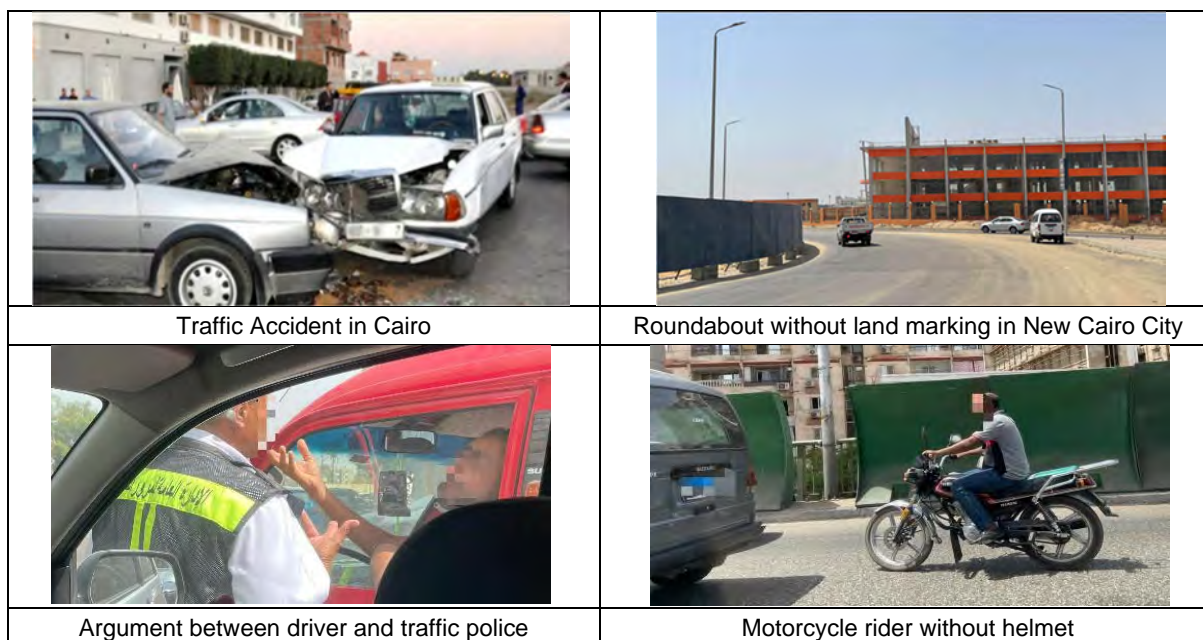 Traffic Accident in Cairo
Roundabout without land marking in New Cairo City
SUZUKI
Argument between driver and traffic police
Motorcycle rider without helmet